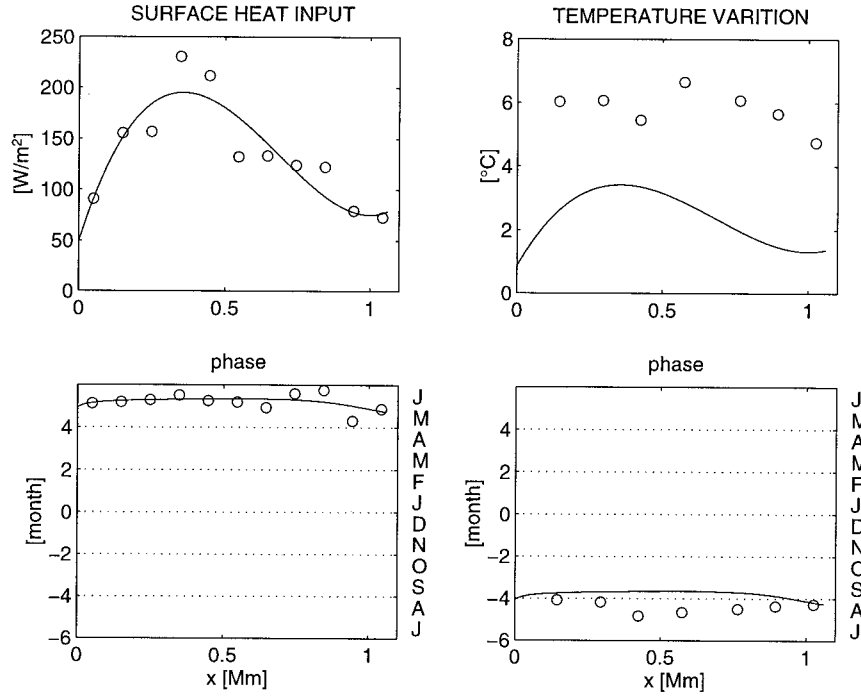 SURFACE HEAT INPUT
250
200
150
100
50
0
[W/m²]
0
0.5
1
TEMPERATURE VARITION
8
6
4
2
0
[°C]
0
0.5
1
phase
4
2
0
−2
−4
−6
[month]
J
M
A
M
F
J
D
N
O
S
A
J
0
0.5
1
x [Mm]
phase
4
2
0
−2
−4
−6
[month]
J
M
A
M
F
J
D
N
O
S
A
J
0
0.5
1
x [Mm]